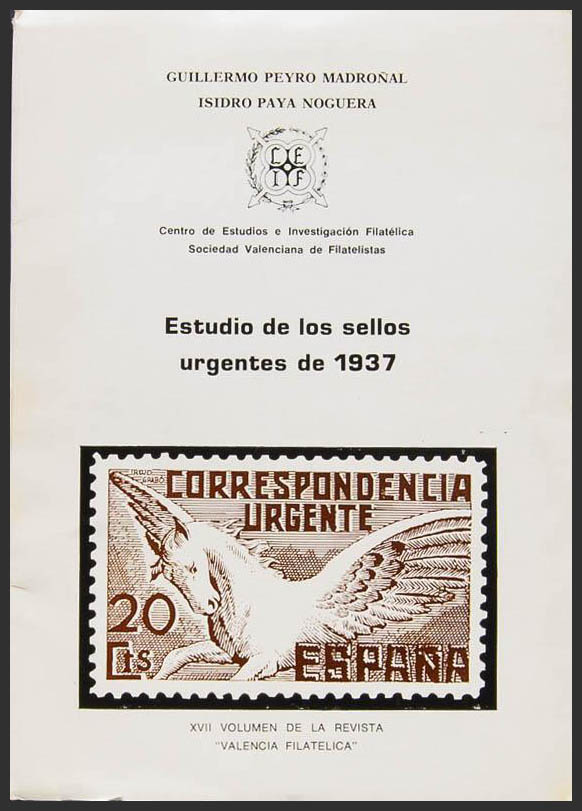 GUILLERMO PEYRO MADROÑAL
ISIDRO PAYA NOGUERA
C E
I F
Centro de Estudios e Investigación Filatélica
Sociedad Valenciana de Filatelistas
Estudio de los sellos
urgentes de 1937
CORRESPONDENCIA
URGENTE
20
Cts
ESPAÑA
XVII VOLUMEN DE LA REVISTA
"VALENCIA FILATELICA"